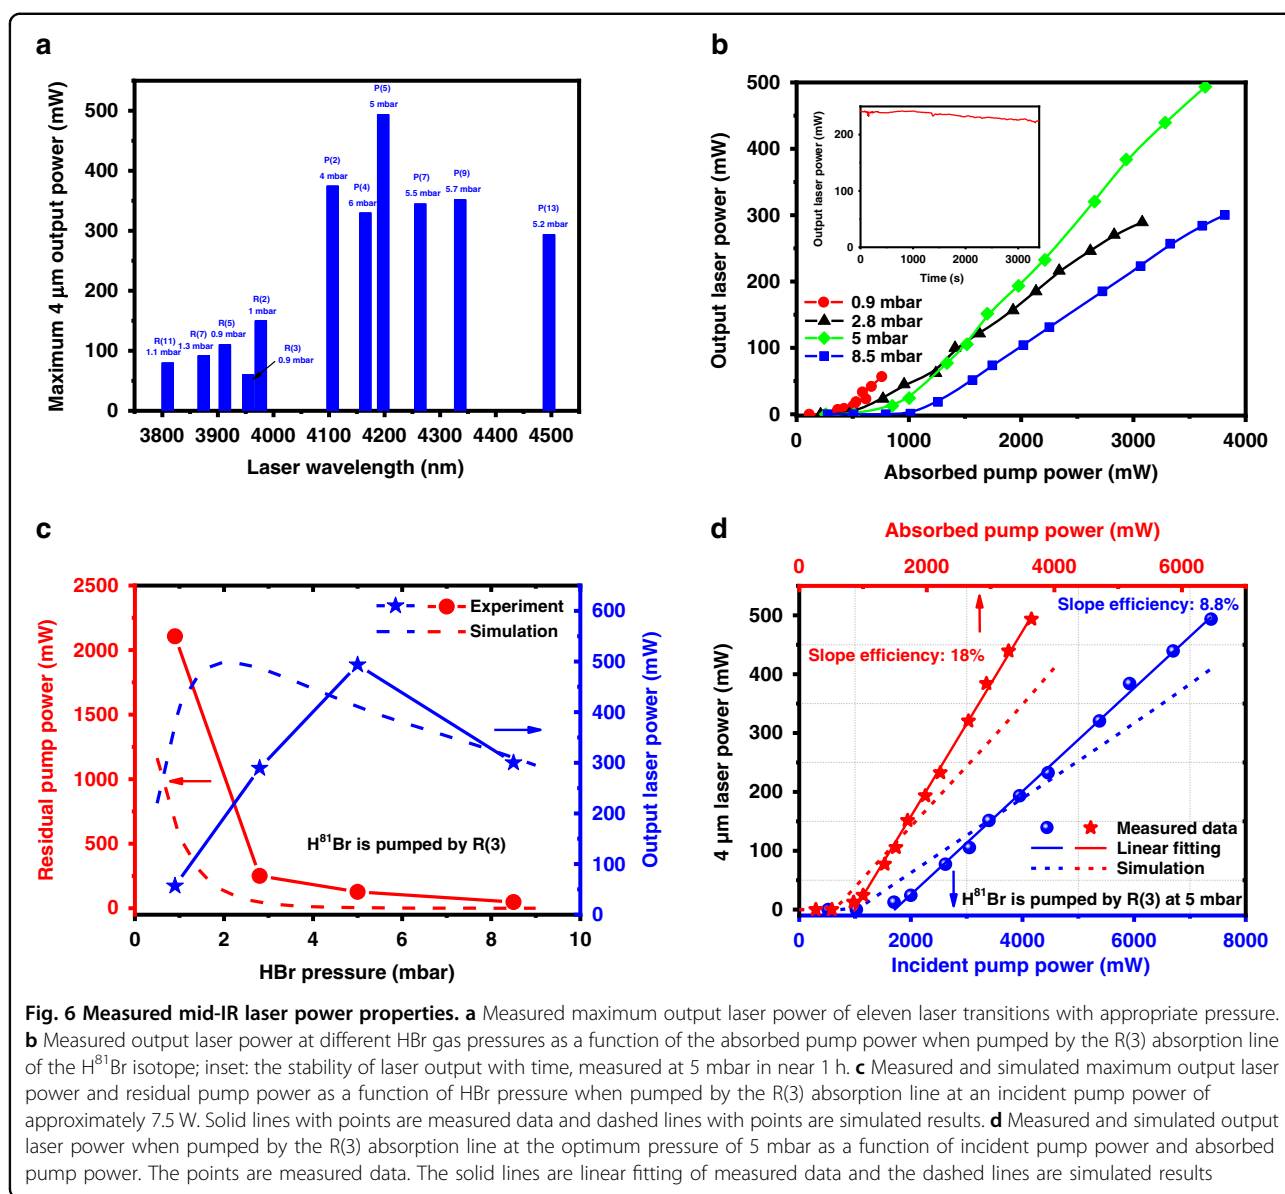 a
Maximum 4 μm output power (mW)
500
400
300
200
100
0
3800 3900 4000 4100 4200 4300 4400 4500
Laser wavelength (nm)
R(11)
1.1 mbar
R(7)
1.3 mbar
R(5)
0.9 mbar
R(2)
1 mbar
R(3)
0.9 mbar
P(2)
4 mbar
P(4)
6 mbar
P(5)
5 mbar
P(7)
5.5 mbar
P(9)
5.7 mbar
P(13)
5.2 mbar
b
Output laser power (mW)
500
400
300
200
100
0
0 1000 2000 3000 4000
Absorbed pump power (mW)
Output laser power (mW)
200
100
0
0 1000 2000 3000
Time (s)
0.9 mbar
2.8 mbar
5 mbar
8.5 mbar
c
Residual pump power (mW)
2500
2000
1500
1000
500
0
0 2 4 6 8 10
HBr pressure (mbar)
600
500
400
300
200
100
0
Output laser power (mW)
Experiment
Simulation
H⁸¹Br is pumped by R(3)
d
Absorbed pump power (mW)
0 2000 4000 6000
4 μm laser power (mW)
500
400
300
200
100
0
0 2000 4000 6000 8000
Incident pump power (mW)
Slope efficiency: 8.8%
Slope efficiency: 18%
Measured data
Linear fitting
Simulation
H⁸¹Br is pumped by R(3) at 5 mbar
Fig. 6 Measured mid-IR laser power properties. a Measured maximum output laser power of eleven laser transitions with appropriate pressure.
b Measured output laser power at different HBr gas pressures as a function of the absorbed pump power when pumped by the R(3) absorption line
of the H⁸¹Br isotope; inset: the stability of laser output with time, measured at 5 mbar in near 1 h. c Measured and simulated maximum output laser
power and residual pump power as a function of HBr pressure when pumped by the R(3) absorption line at an incident pump power of
approximately 7.5 W. Solid lines with points are measured data and dashed lines with points are simulated results. d Measured and simulated output
laser power when pumped by the R(3) absorption line at the optimum pressure of 5 mbar as a function of incident pump power and absorbed
pump power. The points are measured data. The solid lines are linear fitting of measured data and the dashed lines are simulated results